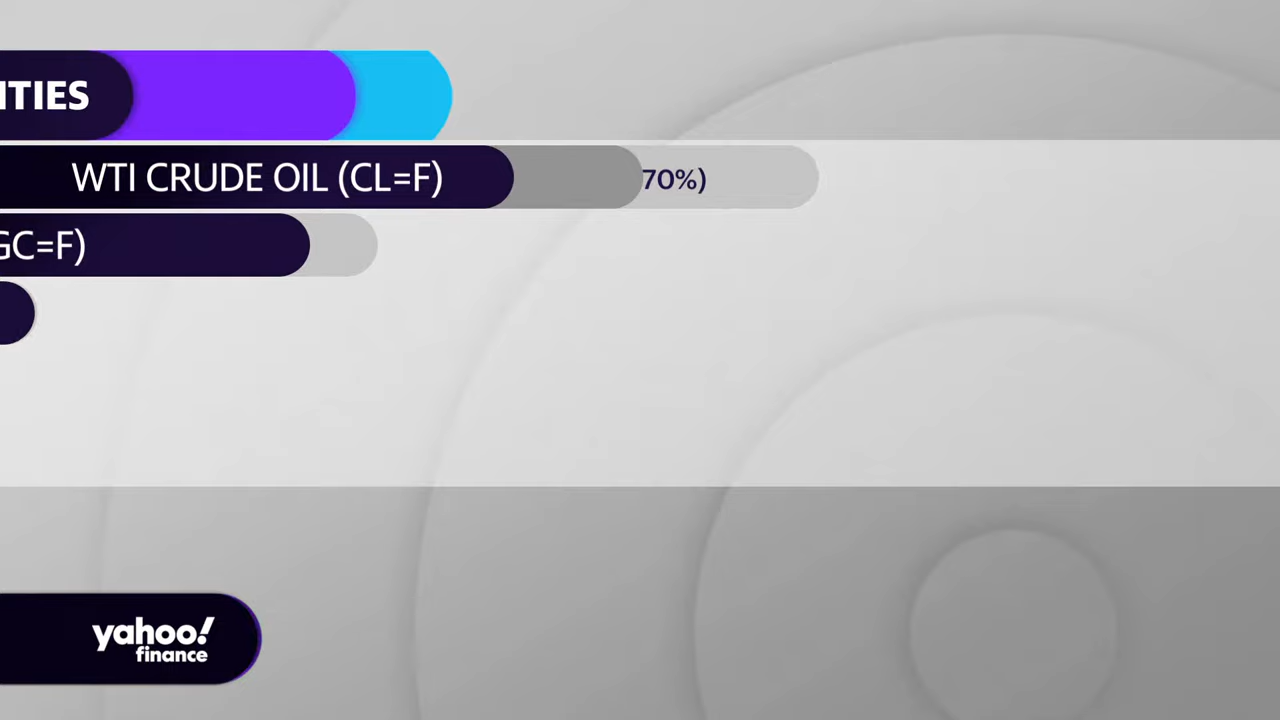 ITIES
WTI CRUDE OIL (CL=F) 70%)
GC=F)
yahoo!
finance